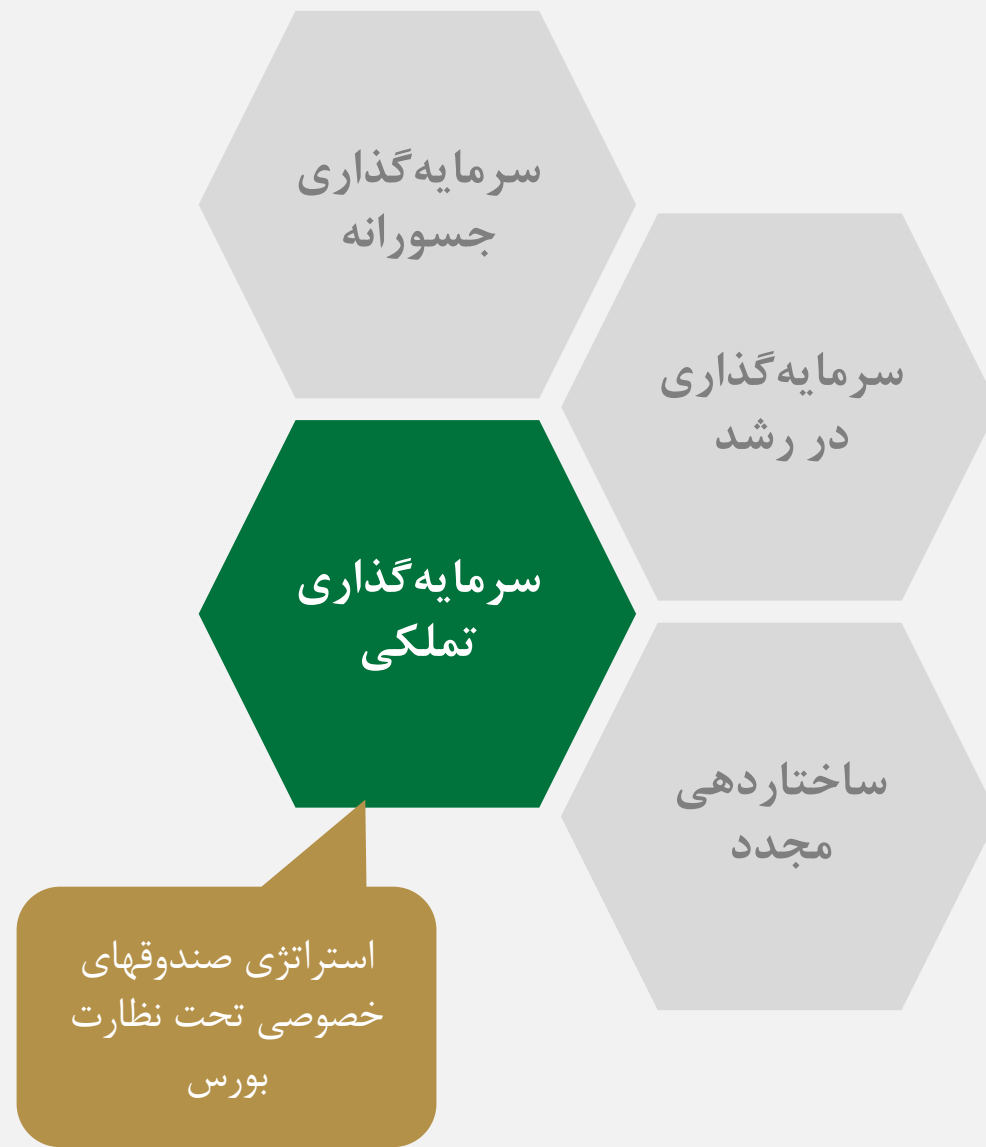 سرمایه‌گذاری
جسورانه
سرمایه‌گذاری
در رشد
سرمایه‌گذاری
تملکی
ساختاردهی
مجدد
استراتژی صندوقهای
خصوصی تحت نظارت
بورس